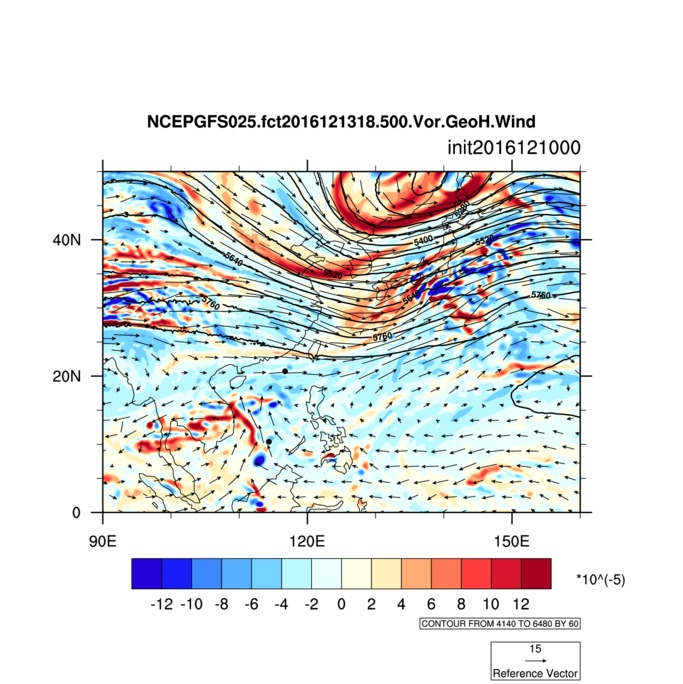 NCEPGFS025.fct2016121318.500.Vor.GeoH.Wind
init2016121000
5400
5640
5760
5760
5760
40N
20N
0
90E 120E 150E
-12 -10 -8 -6 -4 -2 0 2 4 6 8 10 12
*10^(-5)
CONTOUR FROM 4140 TO 6480 BY 60
15
Reference Vector